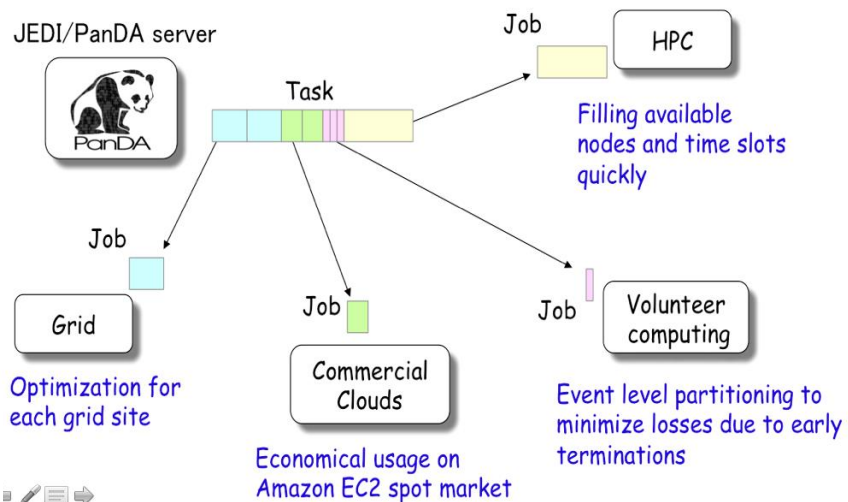 JEDI/PanDA server
PanDA
Task
Job
HPC
Filling available
nodes and time slots
quickly
Job
Grid
Optimization for
each grid site
Job
Commercial
Clouds
Economical usage on
Amazon EC2 spot market
Job
Volunteer
computing
Event level partitioning to
minimize losses due to early
terminations